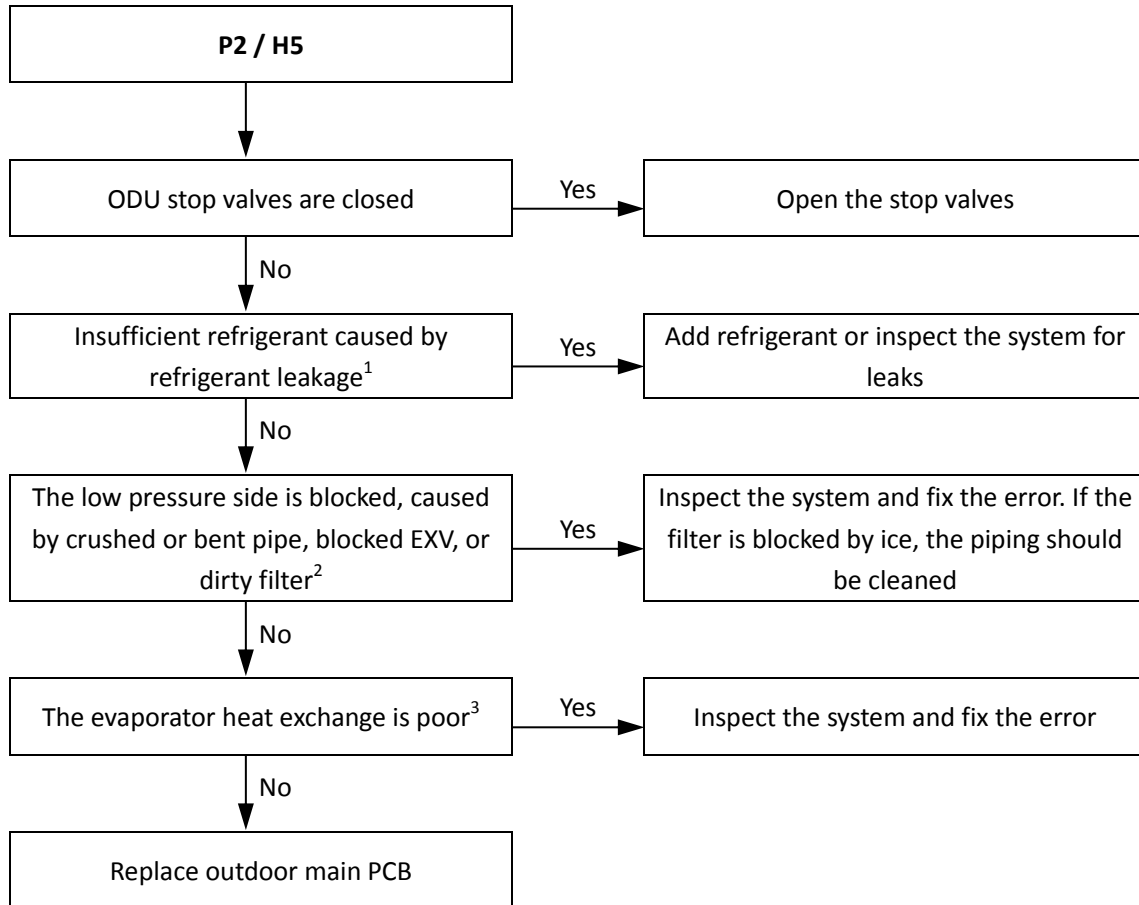 P2 / H5
ODU stop valves are closed
Yes
Open the stop valves
No
Insufficient refrigerant caused by
refrigerant leakage1
Yes
Add refrigerant or inspect the system for
leaks
No
The low pressure side is blocked, caused
by crushed or bent pipe, blocked EXV, or
dirty filter2
Yes
Inspect the system and fix the error. If the
filter is blocked by ice, the piping should
be cleaned
No
The evaporator heat exchange is poor3
Yes
Inspect the system and fix the error
No
Replace outdoor main PCB